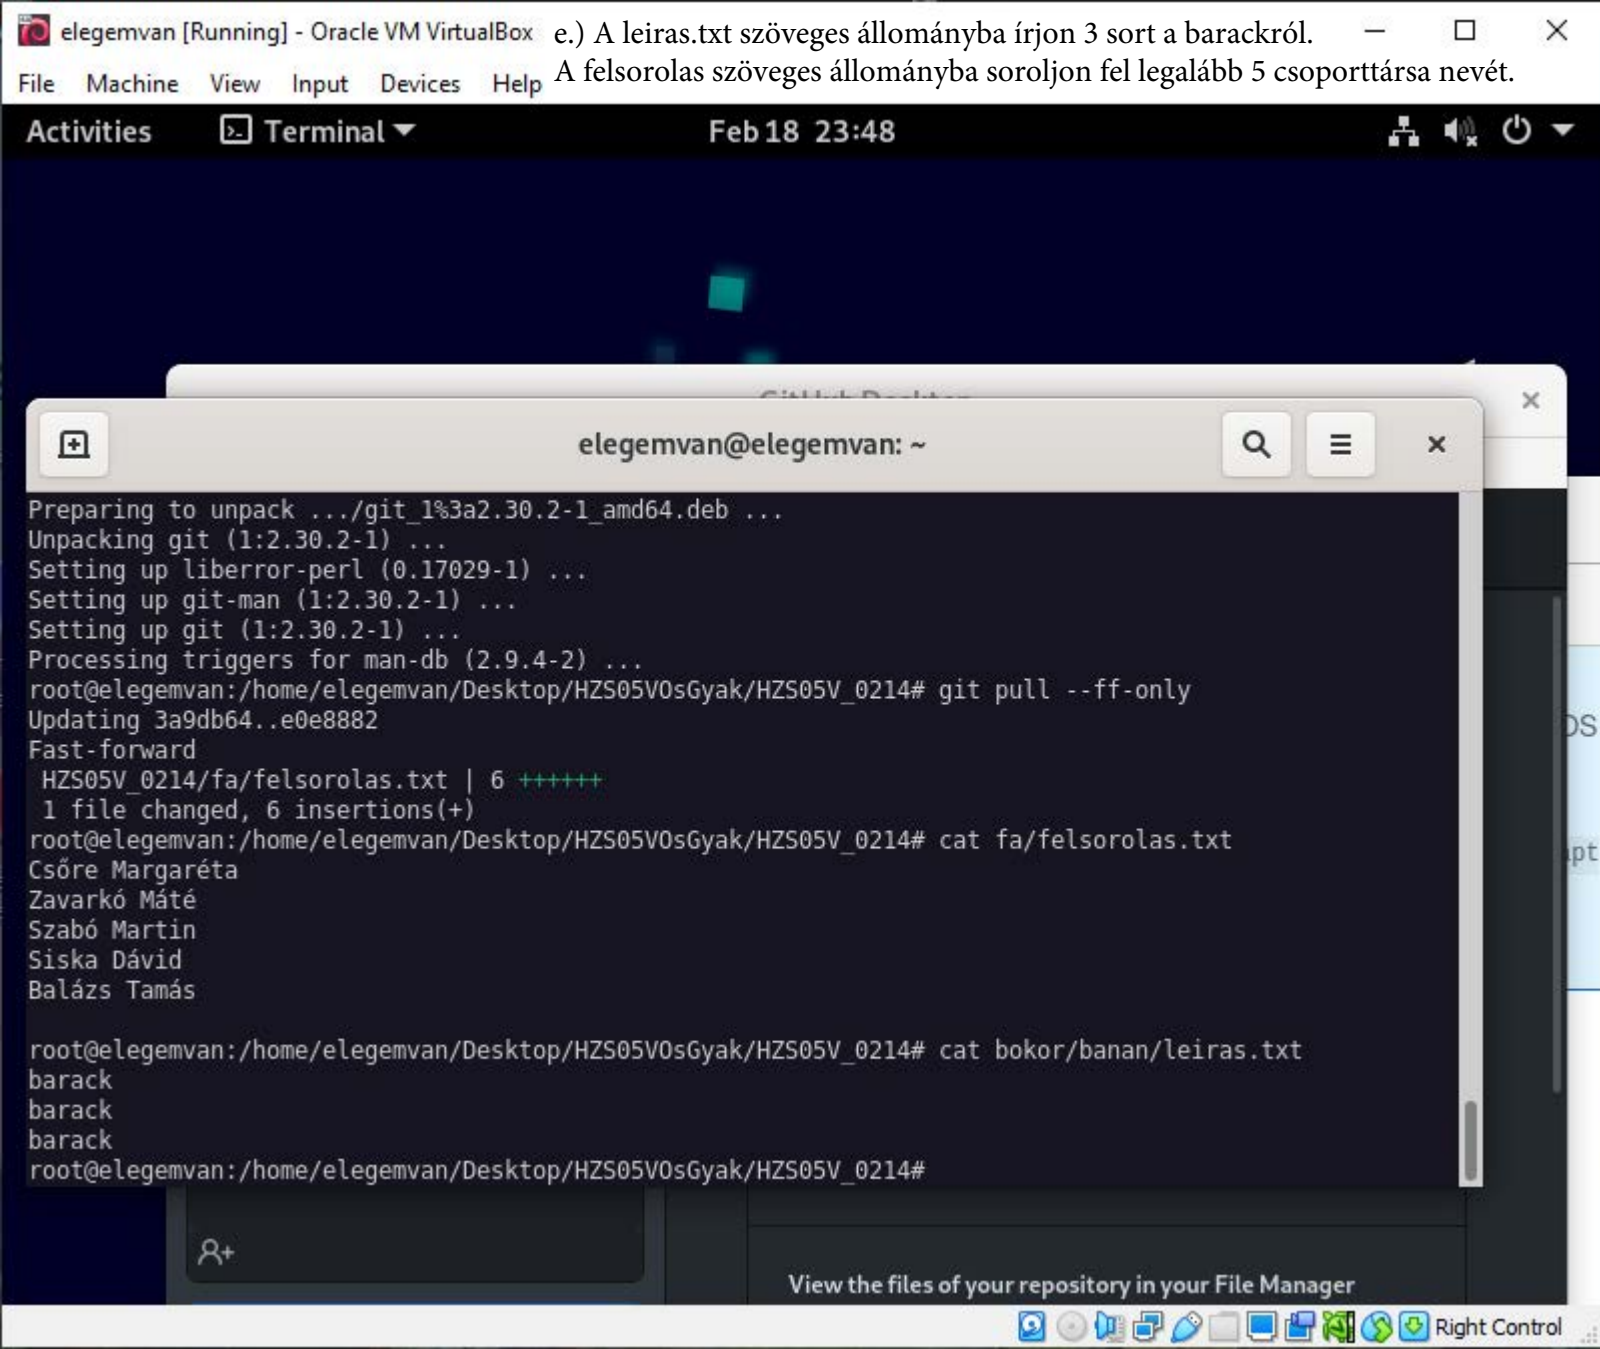 elegemvan [Running] - Oracle VM VirtualBox
e.) A leiras.txt szöveges állományba írjon 3 sort a barackról.
A felsorolas szöveges állományba soroljon fel legalább 5 csoporttársa nevét.
File Machine View Input Devices Help
Activities Terminal Feb 18 23:48
GitHub Desktop
elegemvan@elegemvan: ~
Preparing to unpack .../git_1%3a2.30.2-1_amd64.deb ...
Unpacking git (1:2.30.2-1) ...
Setting up liberror-perl (0.17029-1) ...
Setting up git-man (1:2.30.2-1) ...
Setting up git (1:2.30.2-1) ...
Processing triggers for man-db (2.9.4-2) ...
root@elegemvan:/home/elegemvan/Desktop/HZS05VOsGyak/HZS05V_0214# git pull --ff-only
Updating 3a9db64..e0e8882
Fast-forward
HZS05V_0214/fa/felsorolas.txt | 6 ++++++
1 file changed, 6 insertions(+)
root@elegemvan:/home/elegemvan/Desktop/HZS05VOsGyak/HZS05V_0214# cat fa/felsorolas.txt
Csőre Margaréta
Zavarkó Máté
Szabó Martin
Siska Dávid
Balázs Tamás
root@elegemvan:/home/elegemvan/Desktop/HZS05VOsGyak/HZS05V_0214# cat bokor/banan/leiras.txt
barack
barack
barack
root@elegemvan:/home/elegemvan/Desktop/HZS05VOsGyak/HZS05V_0214#
View the files of your repository in your File Manager
Right Control